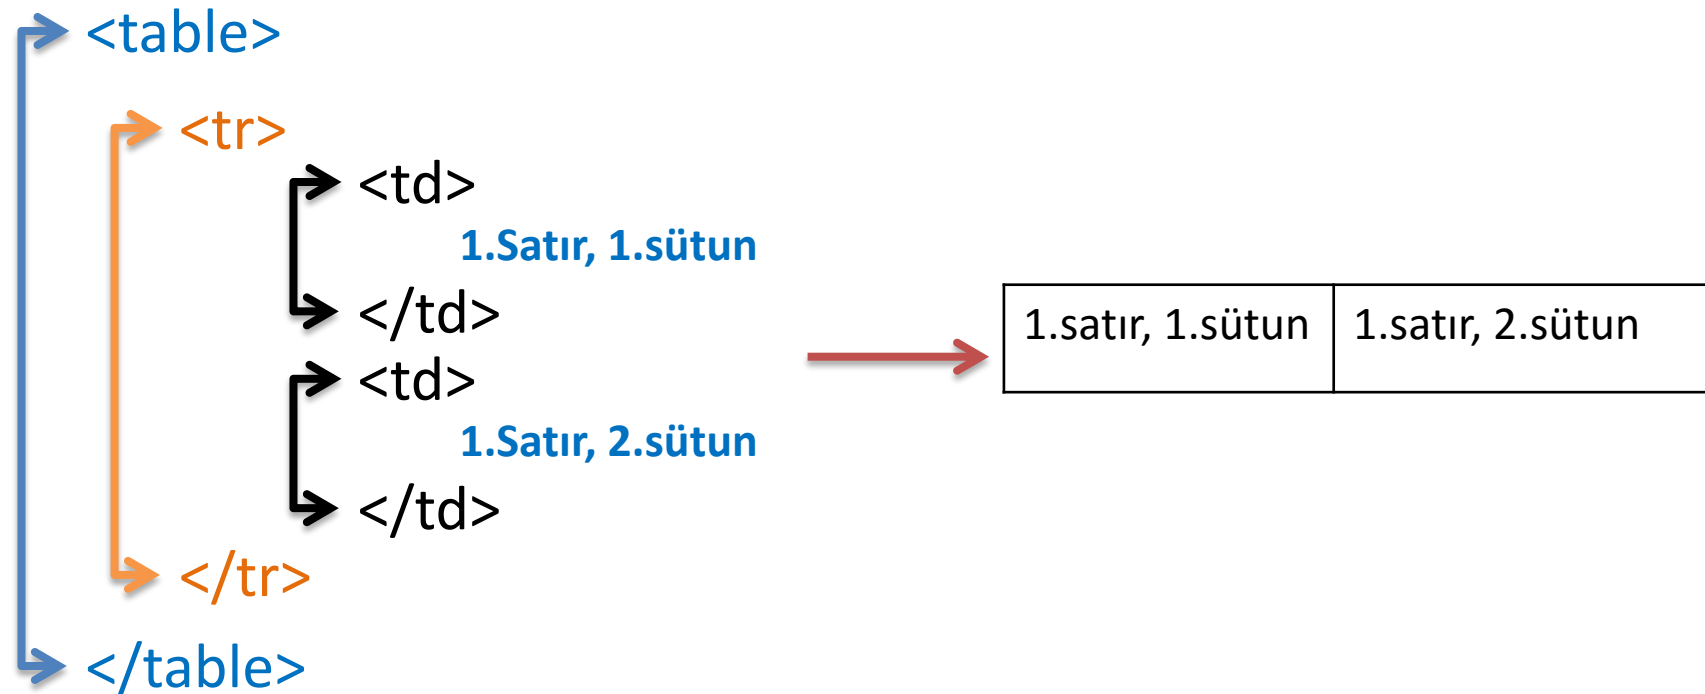 <table>
<tr>
<td>
1.Satır, 1.sütun
</td>
<td>
1.Satır, 2.sütun
</td>
</tr>
</table>
1.satır, 1.sütun
1.satır, 2.sütun